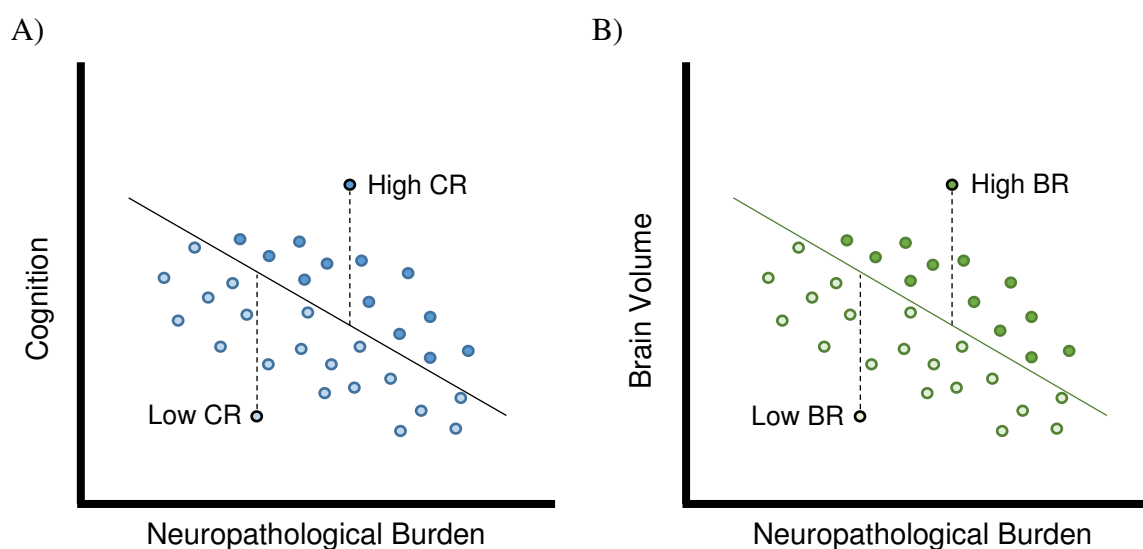 A)
Cognition
High CR
Low CR
Neuropathological Burden
B)
Brain Volume
High BR
Low BR
Neuropathological Burden